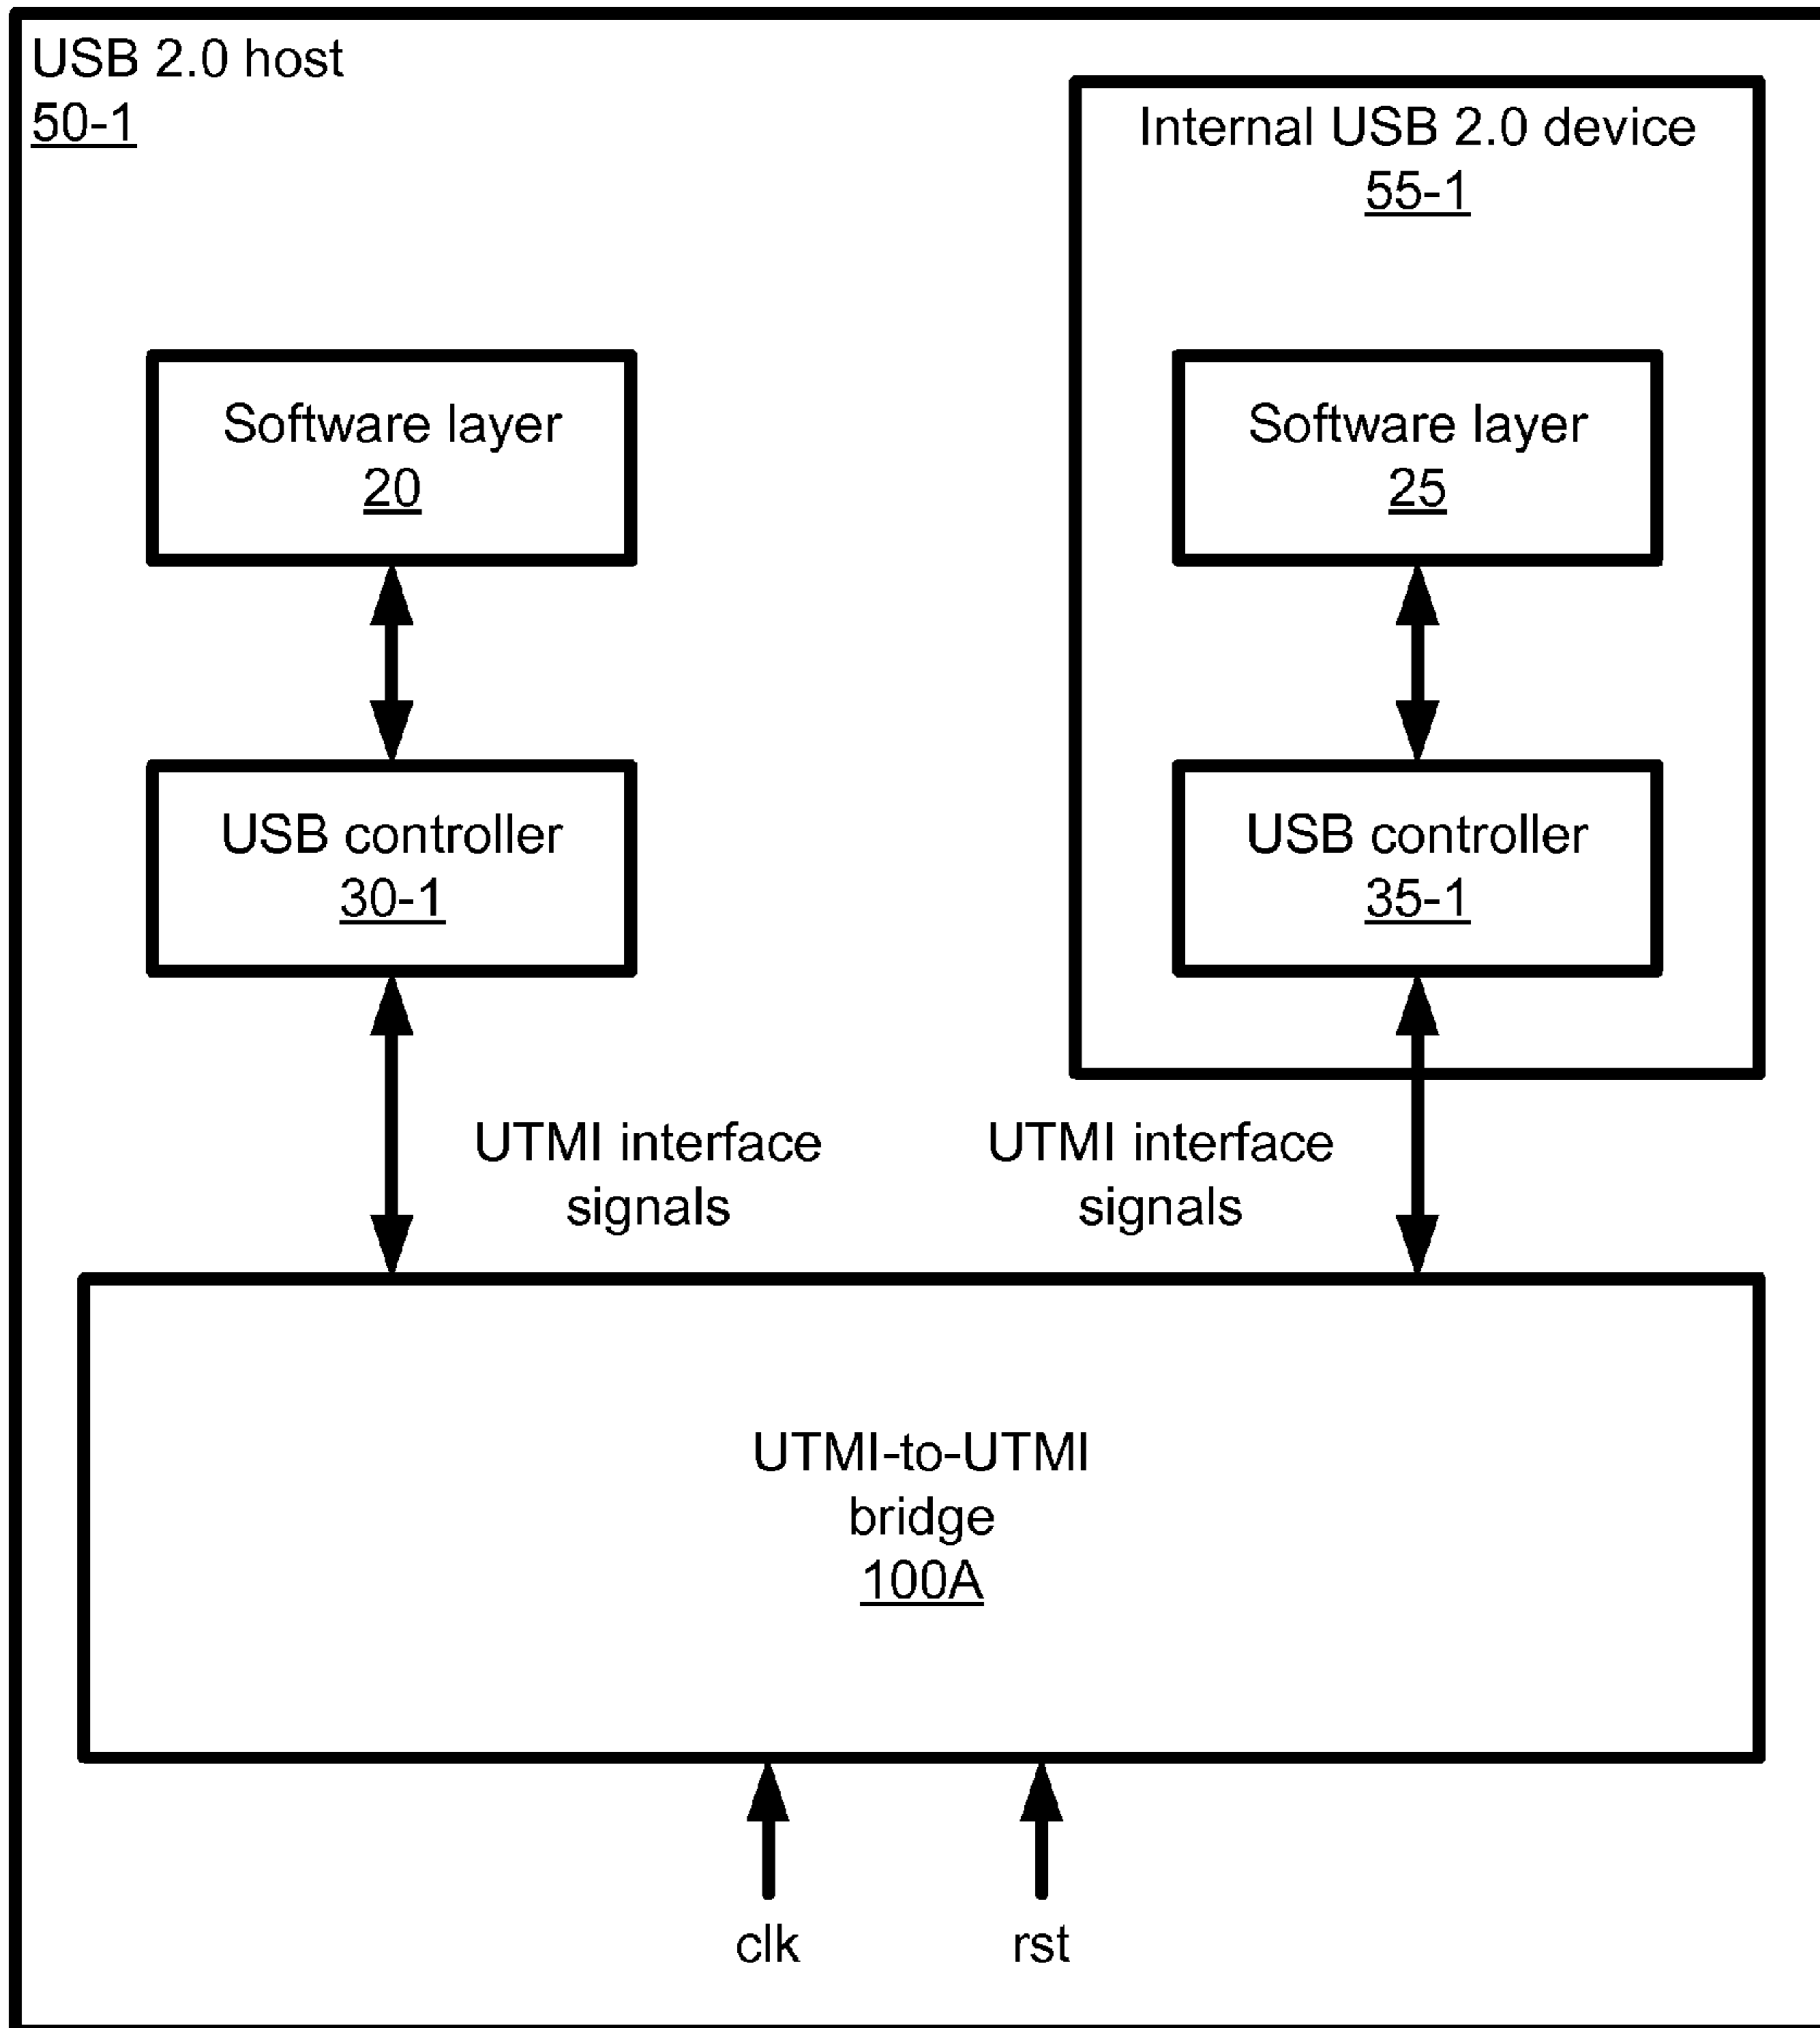 USB 2.0 host
50-1
Internal USB 2.0 device
55-1
Software layer
20
Software layer
25
USB controller
30-1
USB controller
35-1
UTMI interface
signals
UTMI interface
signals
UTMI-to-UTMI
bridge
100A
clk
rst